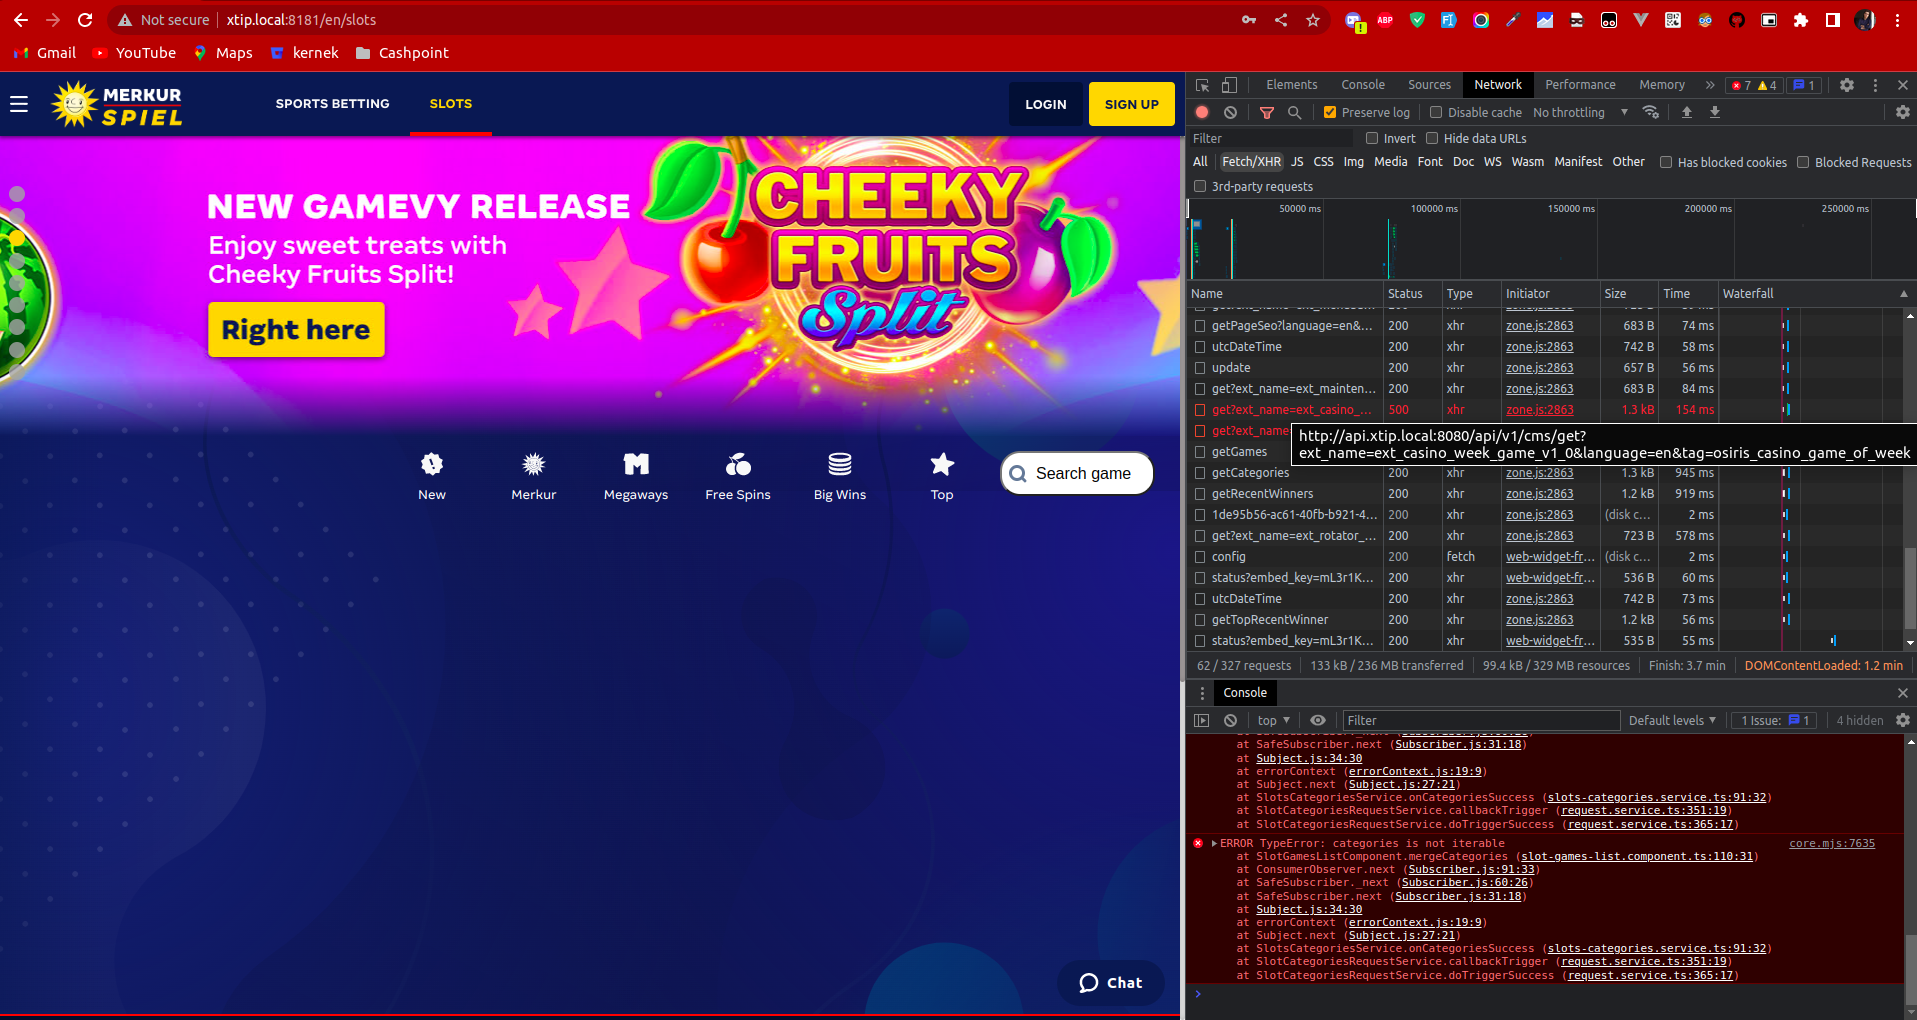 Not secure | xtip.local:8181/en/slots
Gmail YouTube Maps kernek Cashpoint
MERKUR
SPIEL
SPORTS BETTING SLOTS LOGIN SIGN UP
NEW GAMEVY RELEASE
Enjoy sweet treats with
Cheeky Fruits Split!
Right here
CHEEKY
FRUITS
Split
New Merkur Megaways Free Spins Big Wins Top Search game
Chat
Elements Console Sources Network Performance Memory » 7 4 1
Preserve log Disable cache No throttling
Filter Invert Hide data URLs
All Fetch/XHR JS CSS Img Media Font Doc WS Wasm Manifest Other Has blocked cookies Blocked Requests
3rd-party requests
50000 ms 100000 ms 150000 ms 200000 ms 250000 ms
Name Status Type Initiator Size Time Waterfall
getPageSeo?language=en&... 200 xhr zone.js:2863 683 B 74 ms
utcDateTime 200 xhr zone.js:2863 742 B 58 ms
update 200 xhr zone.js:2863 657 B 56 ms
get?ext_name=ext_mainten... 200 xhr zone.js:2863 683 B 84 ms
get?ext_name=ext_casino_... 500 xhr zone.js:2863 1.3 kB 154 ms
get?ext_name
http://api.xtip.local:8080/api/v1/cms/get?
ext_name=ext_casino_week_game_v1_0&language=en&tag=osiris_casino_game_of_week
getGames
getCategories 200 xhr zone.js:2863 1.3 kB 945 ms
getRecentWinners 200 xhr zone.js:2863 1.2 kB 919 ms
1de95b56-ac61-40fb-b921-4... 200 xhr zone.js:2863 (disk c... 2 ms
get?ext_name=ext_rotator_... 200 xhr zone.js:2863 723 B 578 ms
config 200 fetch web-widget-fr... (disk c... 2 ms
status?embed_key=mL3r1K... 200 xhr web-widget-fr... 536 B 60 ms
utcDateTime 200 xhr zone.js:2863 742 B 73 ms
getTopRecentWinner 200 xhr zone.js:2863 1.2 kB 56 ms
status?embed_key=mL3r1K... 200 xhr web-widget-fr... 535 B 55 ms
62 / 327 requests 133 kB / 236 MB transferred 99.4 kB / 329 MB resources Finish: 3.7 min DOMContentLoaded: 1.2 min
Console
top Filter Default levels 1 Issue: 1 4 hidden
at SafeSubscriber.next (Subscriber.js:31:18)
at Subject.js:34:30
at errorContext (errorContext.js:19:9)
at Subject.next (Subject.js:27:21)
at SlotsCategoriesService.onCategoriesSuccess (slots-categories.service.ts:91:32)
at SlotCategoriesRequestService.callbackTrigger (request.service.ts:351:19)
at SlotCategoriesRequestService.doTriggerSuccess (request.service.ts:365:17)
ERROR TypeError: categories is not iterable core.mjs:7635
at SlotGamesListComponent.mergeCategories (slot-games-list.component.ts:110:31)
at ConsumerObserver.next (Subscriber.js:91:33)
at SafeSubscriber._next (Subscriber.js:60:26)
at SafeSubscriber.next (Subscriber.js:31:18)
at Subject.js:34:30
at errorContext (errorContext.js:19:9)
at Subject.next (Subject.js:27:21)
at SlotsCategoriesService.onCategoriesSuccess (slots-categories.service.ts:91:32)
at SlotCategoriesRequestService.callbackTrigger (request.service.ts:351:19)
at SlotCategoriesRequestService.doTriggerSuccess (request.service.ts:365:17)